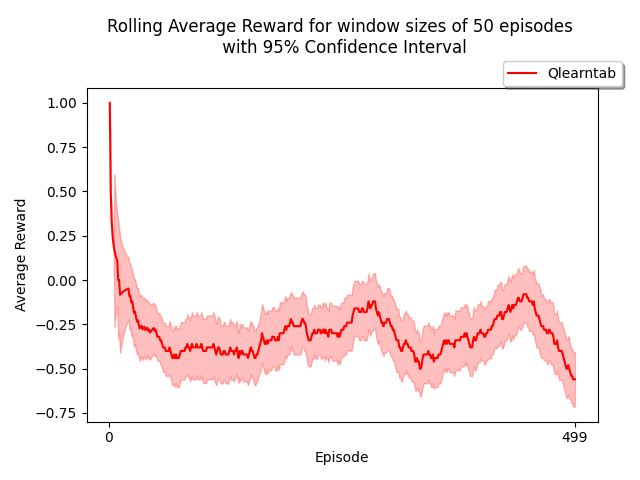 Rolling Average Reward for window sizes of 50 episodes
with 95% Confidence Interval
Qlearntab
1.00
0.75
0.50
0.25
0.00
−0.25
−0.50
−0.75
Average Reward
0
499
Episode